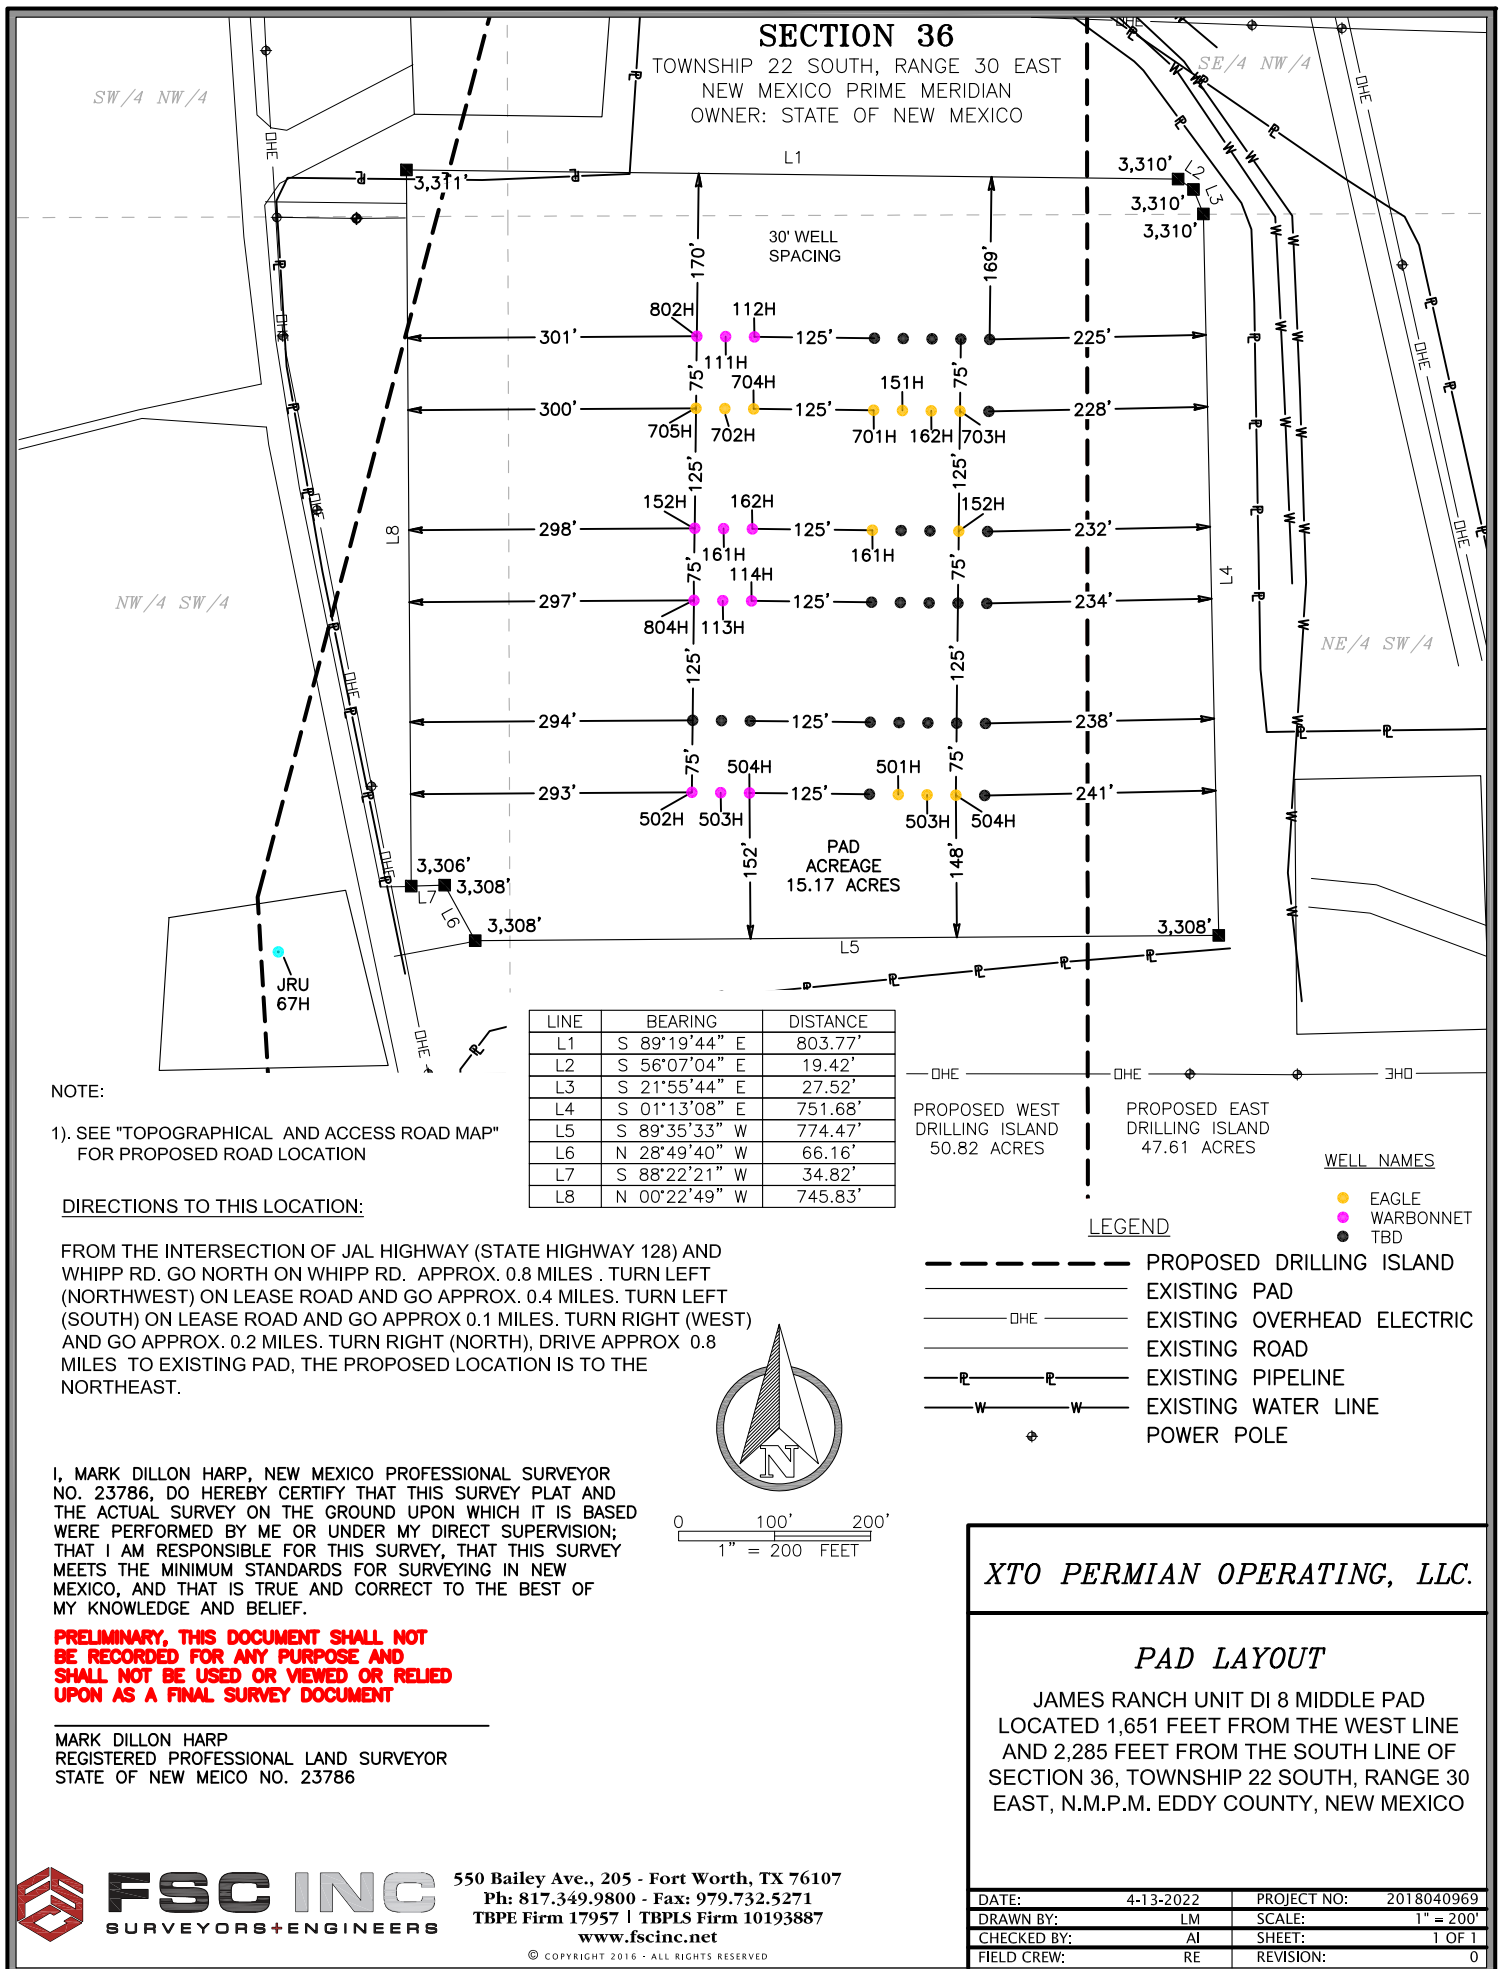 SECTION 36
TOWNSHIP 22 SOUTH, RANGE 30 EAST
NEW MEXICO PRIME MERIDIAN
OWNER: STATE OF NEW MEXICO
SW/4 NW/4
SE/4 NW/4
NW/4 SW/4
NE/4 SW/4
L1
3,311'
3,310'
L2
3,310'
L3
3,310'
30' WELL
SPACING
170'
169'
802H
112H
301'
125'
225'
111H
75'
75'
704H
151H
300'
125'
228'
705H
702H
701H
162H
703H
125'
125'
152H
162H
152H
L8
298'
125'
232'
161H
161H
75'
75'
114H
L4
297'
125'
234'
804H
113H
125'
125'
294'
125'
238'
75'
75'
504H
501H
293'
125'
241'
502H
503H
503H
504H
152'
148'
PAD
ACREAGE
15.17 ACRES
3,306'
3,308'
L7
L6
3,308'
3,308'
L5
JRU
67H
OHE
OHE
OHE
OHE
OHE
OHE
OHE
OHE
OHE
OHE
OHE
LINE BEARING DISTANCE
L1 S 89°19'44" E 803.77'
L2 S 56°07'04" E 19.42'
L3 S 21°55'44" E 27.52'
L4 S 01°13'08" E 751.68'
L5 S 89°35'33" W 774.47'
L6 N 28°49'40" W 66.16'
L7 S 88°22'21" W 34.82'
L8 N 00°22'49" W 745.83'
OHE OHE OHE
PROPOSED WEST
DRILLING ISLAND
50.82 ACRES
PROPOSED EAST
DRILLING ISLAND
47.61 ACRES
NOTE:
1). SEE "TOPOGRAPHICAL AND ACCESS ROAD MAP"
FOR PROPOSED ROAD LOCATION
DIRECTIONS TO THIS LOCATION:
FROM THE INTERSECTION OF JAL HIGHWAY (STATE HIGHWAY 128) AND
WHIPP RD. GO NORTH ON WHIPP RD. APPROX. 0.8 MILES . TURN LEFT
(NORTHWEST) ON LEASE ROAD AND GO APPROX. 0.4 MILES. TURN LEFT
(SOUTH) ON LEASE ROAD AND GO APPROX 0.1 MILES. TURN RIGHT (WEST)
AND GO APPROX. 0.2 MILES. TURN RIGHT (NORTH), DRIVE APPROX 0.8
MILES TO EXISTING PAD, THE PROPOSED LOCATION IS TO THE
NORTHEAST.
WELL NAMES
EAGLE
WARBONNET
TBD
LEGEND
PROPOSED DRILLING ISLAND
EXISTING PAD
OHE EXISTING OVERHEAD ELECTRIC
EXISTING ROAD
PL PL EXISTING PIPELINE
W W EXISTING WATER LINE
POWER POLE
N
0 100' 200'
1" = 200 FEET
I, MARK DILLON HARP, NEW MEXICO PROFESSIONAL SURVEYOR
NO. 23786, DO HEREBY CERTIFY THAT THIS SURVEY PLAT AND
THE ACTUAL SURVEY ON THE GROUND UPON WHICH IT IS BASED
WERE PERFORMED BY ME OR UNDER MY DIRECT SUPERVISION;
THAT I AM RESPONSIBLE FOR THIS SURVEY, THAT THIS SURVEY
MEETS THE MINIMUM STANDARDS FOR SURVEYING IN NEW
MEXICO, AND THAT IS TRUE AND CORRECT TO THE BEST OF
MY KNOWLEDGE AND BELIEF.
PRELIMINARY, THIS DOCUMENT SHALL NOT
BE RECORDED FOR ANY PURPOSE AND
SHALL NOT BE USED OR VIEWED OR RELIED
UPON AS A FINAL SURVEY DOCUMENT
MARK DILLON HARP
REGISTERED PROFESSIONAL LAND SURVEYOR
STATE OF NEW MEICO NO. 23786
XTO PERMIAN OPERATING, LLC.
PAD LAYOUT
JAMES RANCH UNIT DI 8 MIDDLE PAD
LOCATED 1,651 FEET FROM THE WEST LINE
AND 2,285 FEET FROM THE SOUTH LINE OF
SECTION 36, TOWNSHIP 22 SOUTH, RANGE 30
EAST, N.M.P.M. EDDY COUNTY, NEW MEXICO
DATE: 4-13-2022 PROJECT NO: 2018040969
DRAWN BY: LM SCALE: 1" = 200'
CHECKED BY: AI SHEET: 1 OF 1
FIELD CREW: RE REVISION: 0
FSC INC
SURVEYORS+ENGINEERS
550 Bailey Ave., 205 - Fort Worth, TX 76107
Ph: 817.349.9800 - Fax: 979.732.5271
TBPE Firm 17957 | TBPLS Firm 10193887
www.fscinc.net
© COPYRIGHT 2016 - ALL RIGHTS RESERVED